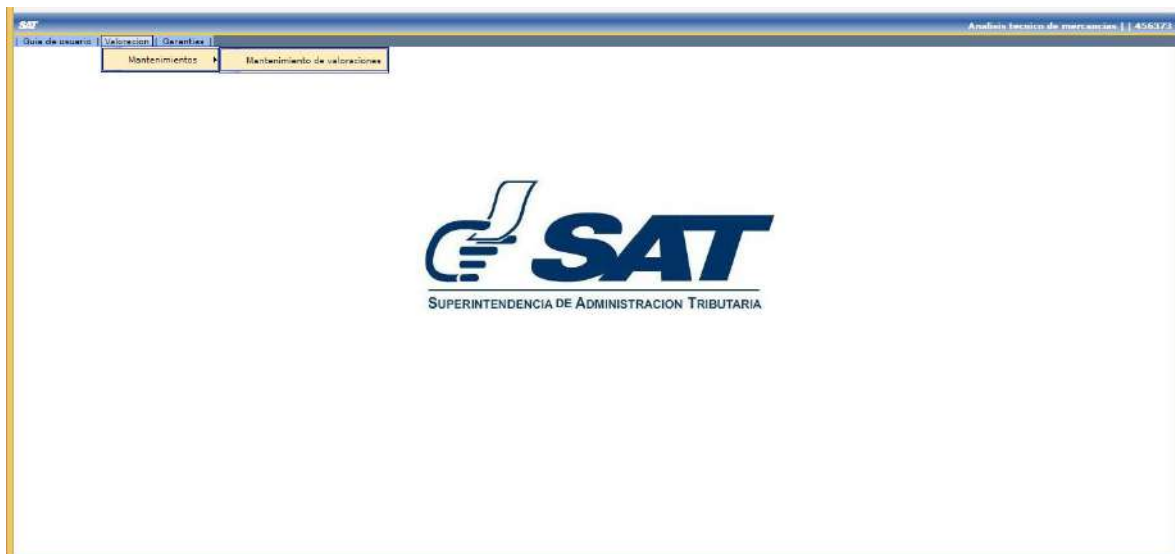 SAT
Analisis tecnico de mercancias | | 456373
| Guia de usuario | Valoracion | Garantias |
Mantenimientos
Mantenimiento de valoraciones
SAT
SUPERINTENDENCIA DE ADMINISTRACION TRIBUTARIA